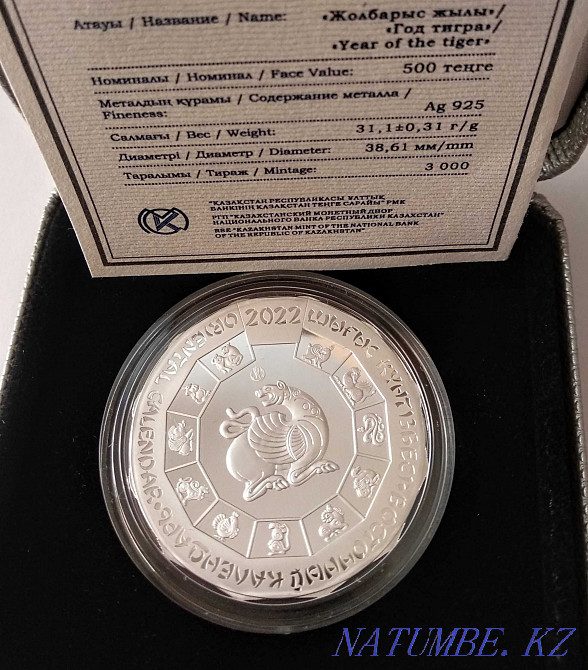 Атауы / Название / Name: «Жолбарыс жылы»/
«Год тигра»/
«Year of the tiger»
Номиналы / Номинал / Face Value: 500 теңге
Металдың құрамы / Содержание металла /
Fineness: Ag 925
Салмағы / Вес / Weight: 31,1±0,31 г/g
Диаметрі / Диаметр / Diameter: 38,61 мм/mm
Таралымы / Тираж / Mintage: 3 000
"ҚАЗАҚСТАН РЕСПУБЛИКАСЫ ҰЛТТЫҚ
БАНКІНІҢ ҚАЗАҚСТАН ТЕҢГЕ САРАЙЫ" РМК
РГП "КАЗАХСТАНСКИЙ МОНЕТНЫЙ ДВОР
НАЦИОНАЛЬНОГО БАНКА РЕСПУБЛИКИ КАЗАХСТАН"
RSE "KAZAKHSTAN MINT OF THE NATIONAL BANK
OF THE REPUBLIC OF KAZAKHSTAN"
2022 ШЫҒЫС КҮНТІЗБЕСІ • ВОСТОЧНЫЙ КАЛЕНДАРЬ • ORIENTAL CALENDAR
NATUMBE. KZ